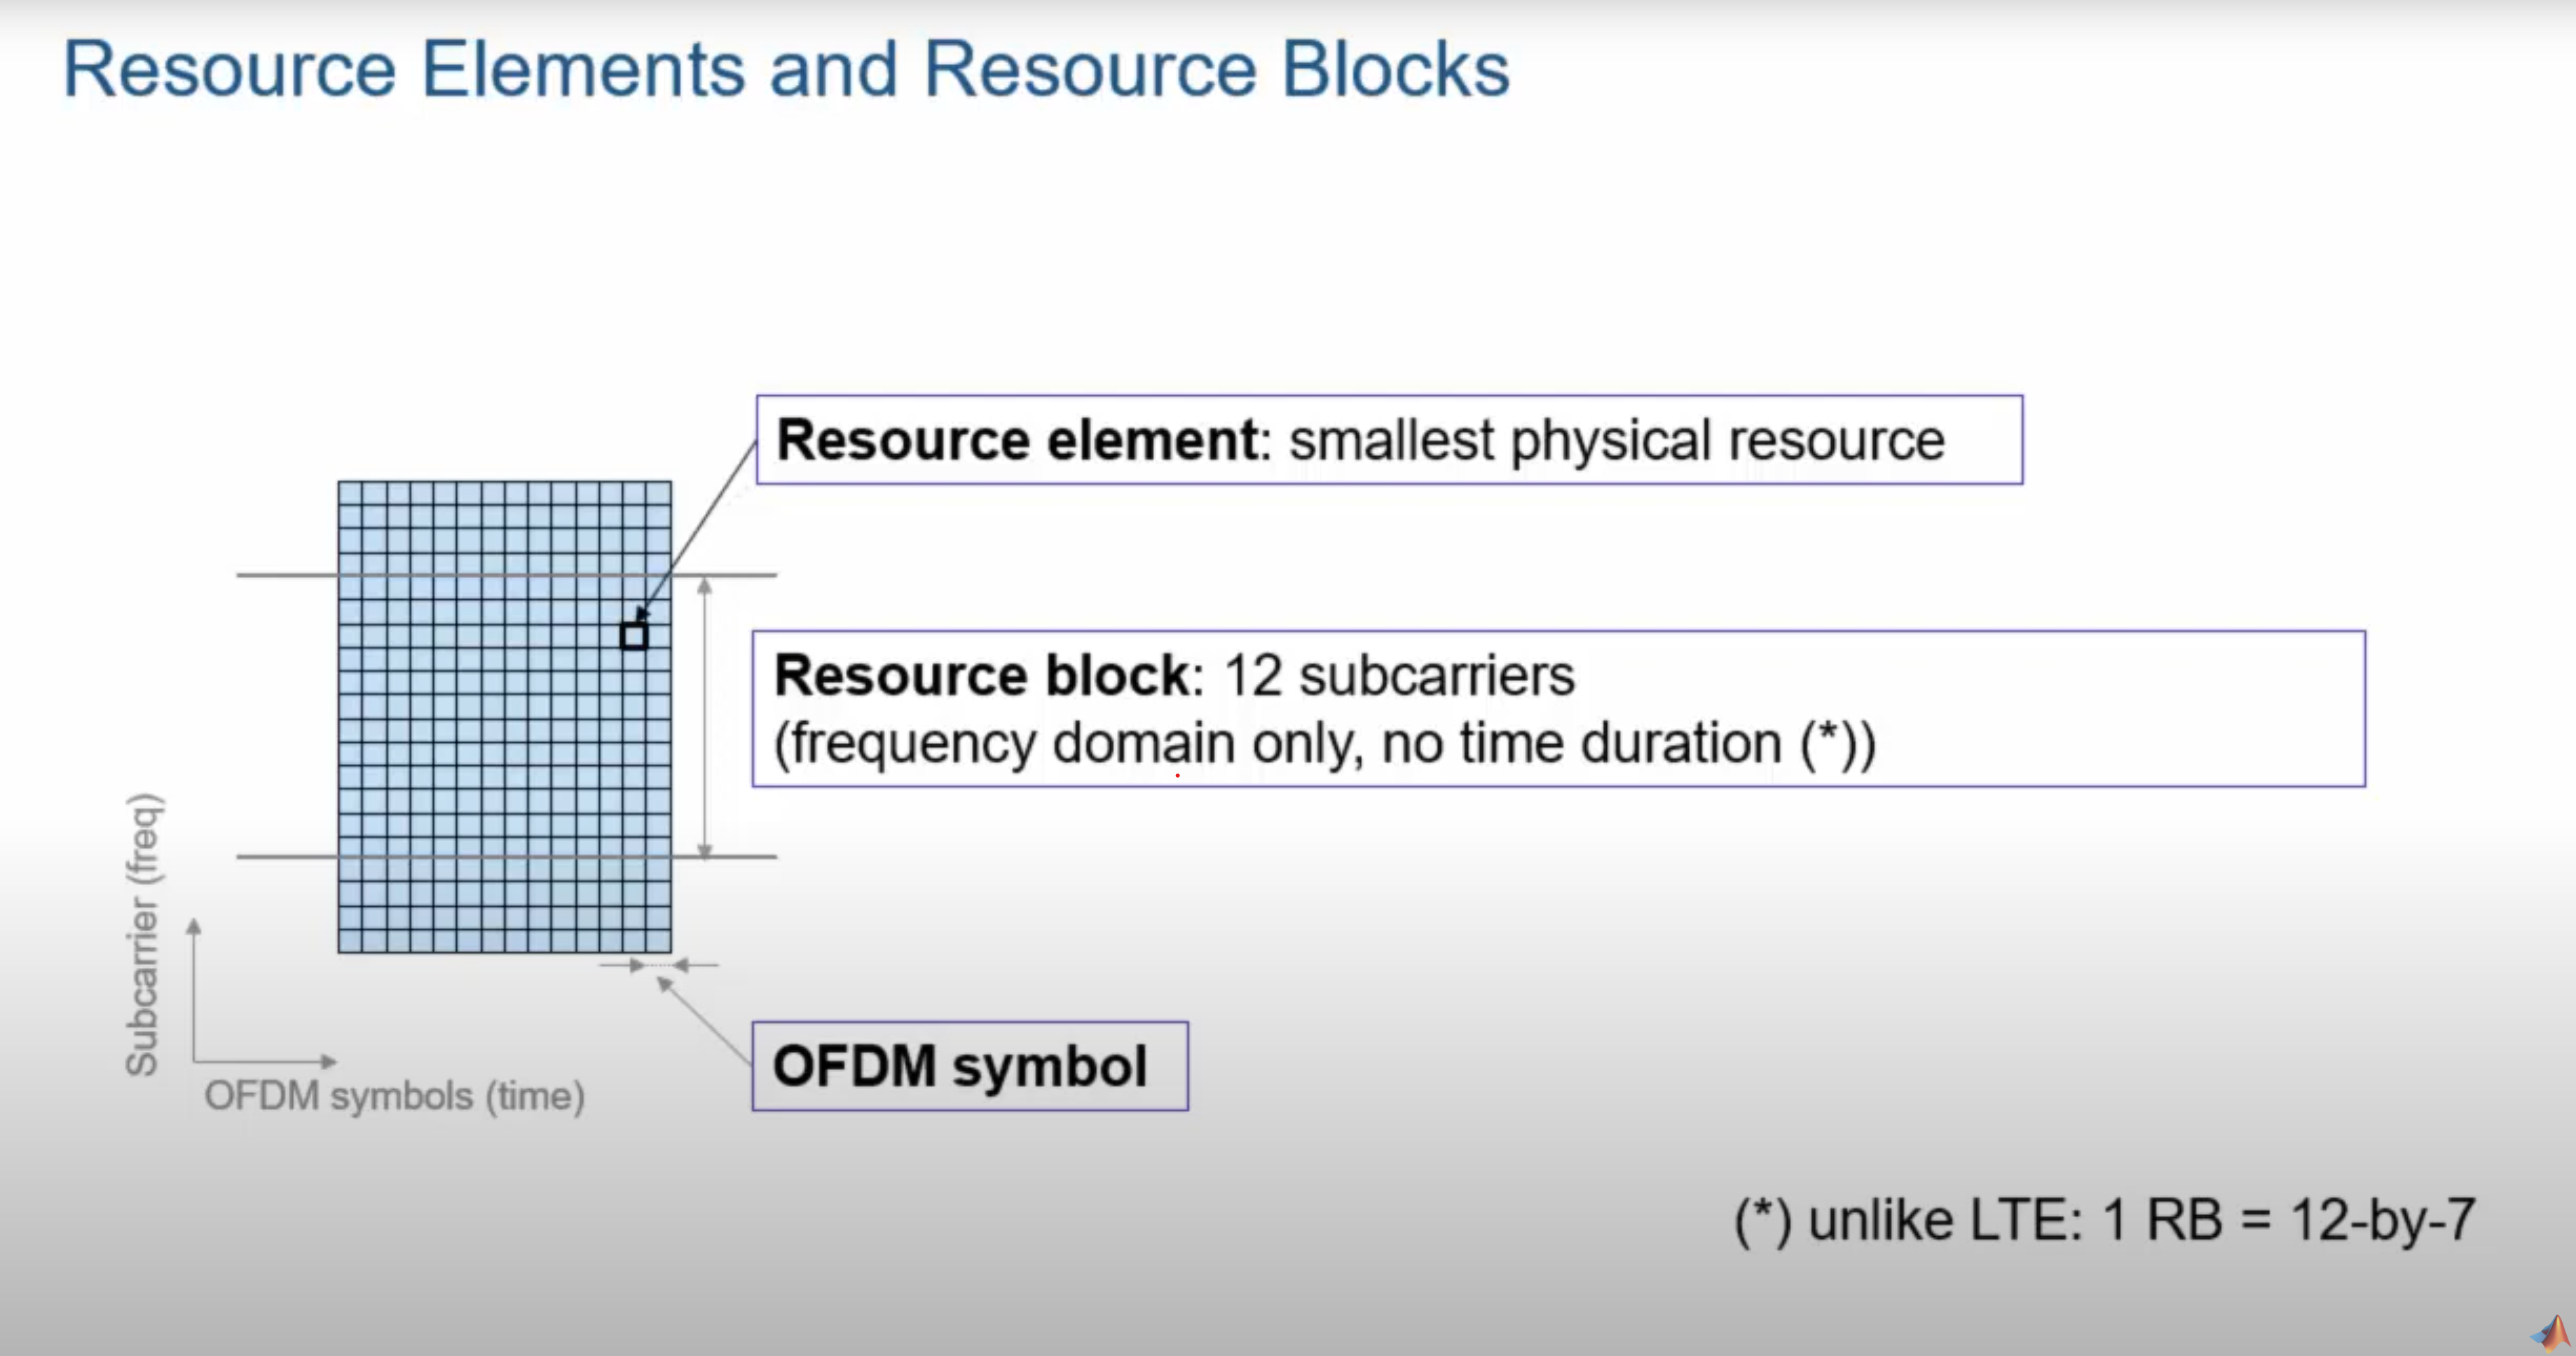 Resource Elements and Resource Blocks
Resource element: smallest physical resource
Resource block: 12 subcarriers
(frequency domain only, no time duration (*))
Subcarrier (freq)
OFDM symbols (time)
OFDM symbol
(*) unlike LTE: 1 RB = 12-by-7